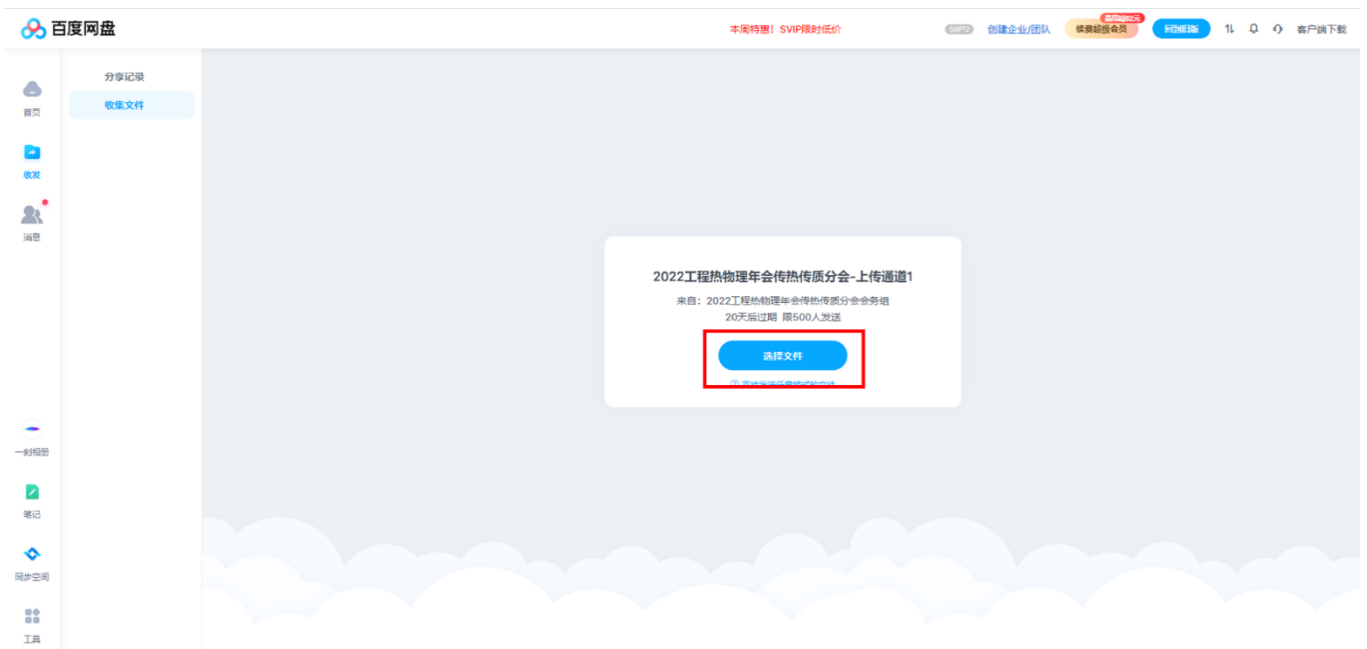 百度网盘
本周特惠！SVIP限时低价
SVIP2
创建企业/团队
续费超级会员
回到旧版
客户端下载
首页
收发
消息
一刻相册
笔记
同步空间
工具
分享记录
收集文件
2022工程热物理年会传热传质分会-上传通道1
来自：2022工程热物理年会传热传质分会会务组
20天后过期 限500人发送
选择文件